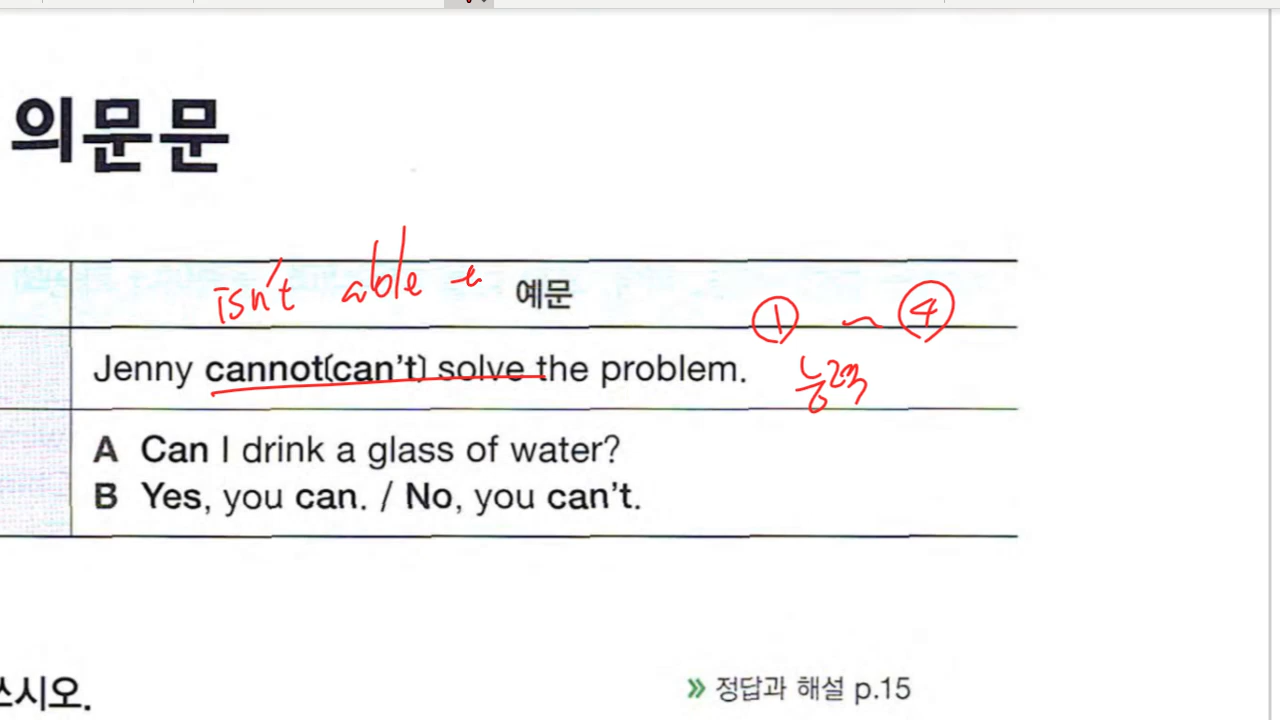 의문문
isn't able
예문
① ~ ④
Jenny cannot(can't) solve the problem.
능력
A Can I drink a glass of water?
B Yes, you can. / No, you can't.
쓰시오.
» 정답과 해설 p.15